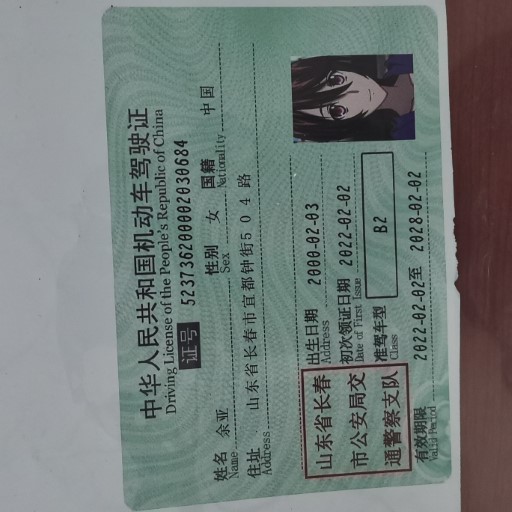 中华人民共和国机动车驾驶证
Driving License of the People's Republic of China
证号 523736200002030684
姓名 余亚 性别 女 国籍 中国
Name Sex Nationality
住址 山东省长春市宜都钟街504路
Address
出生日期 2000-02-03
Address
初次领证日期 2022-02-02
Date of First Issue
准驾车型 B2
Class
山东省长春
市公安局交
通警察支队
有效期限 2022-02-02至 2028-02-02
Valid Period